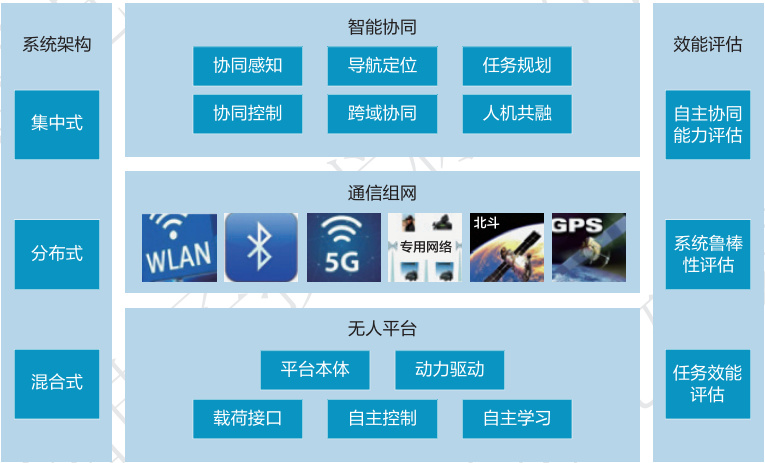 系统架构
集中式
分布式
混合式
智能协同
协同感知
导航定位
任务规划
协同控制
跨域协同
人机共融
通信组网
WLAN
5G
专用网络
北斗
GPS
无人平台
平台本体
动力驱动
载荷接口
自主控制
自主学习
效能评估
自主协同
能力评估
系统鲁棒
性评估
任务效能
评估